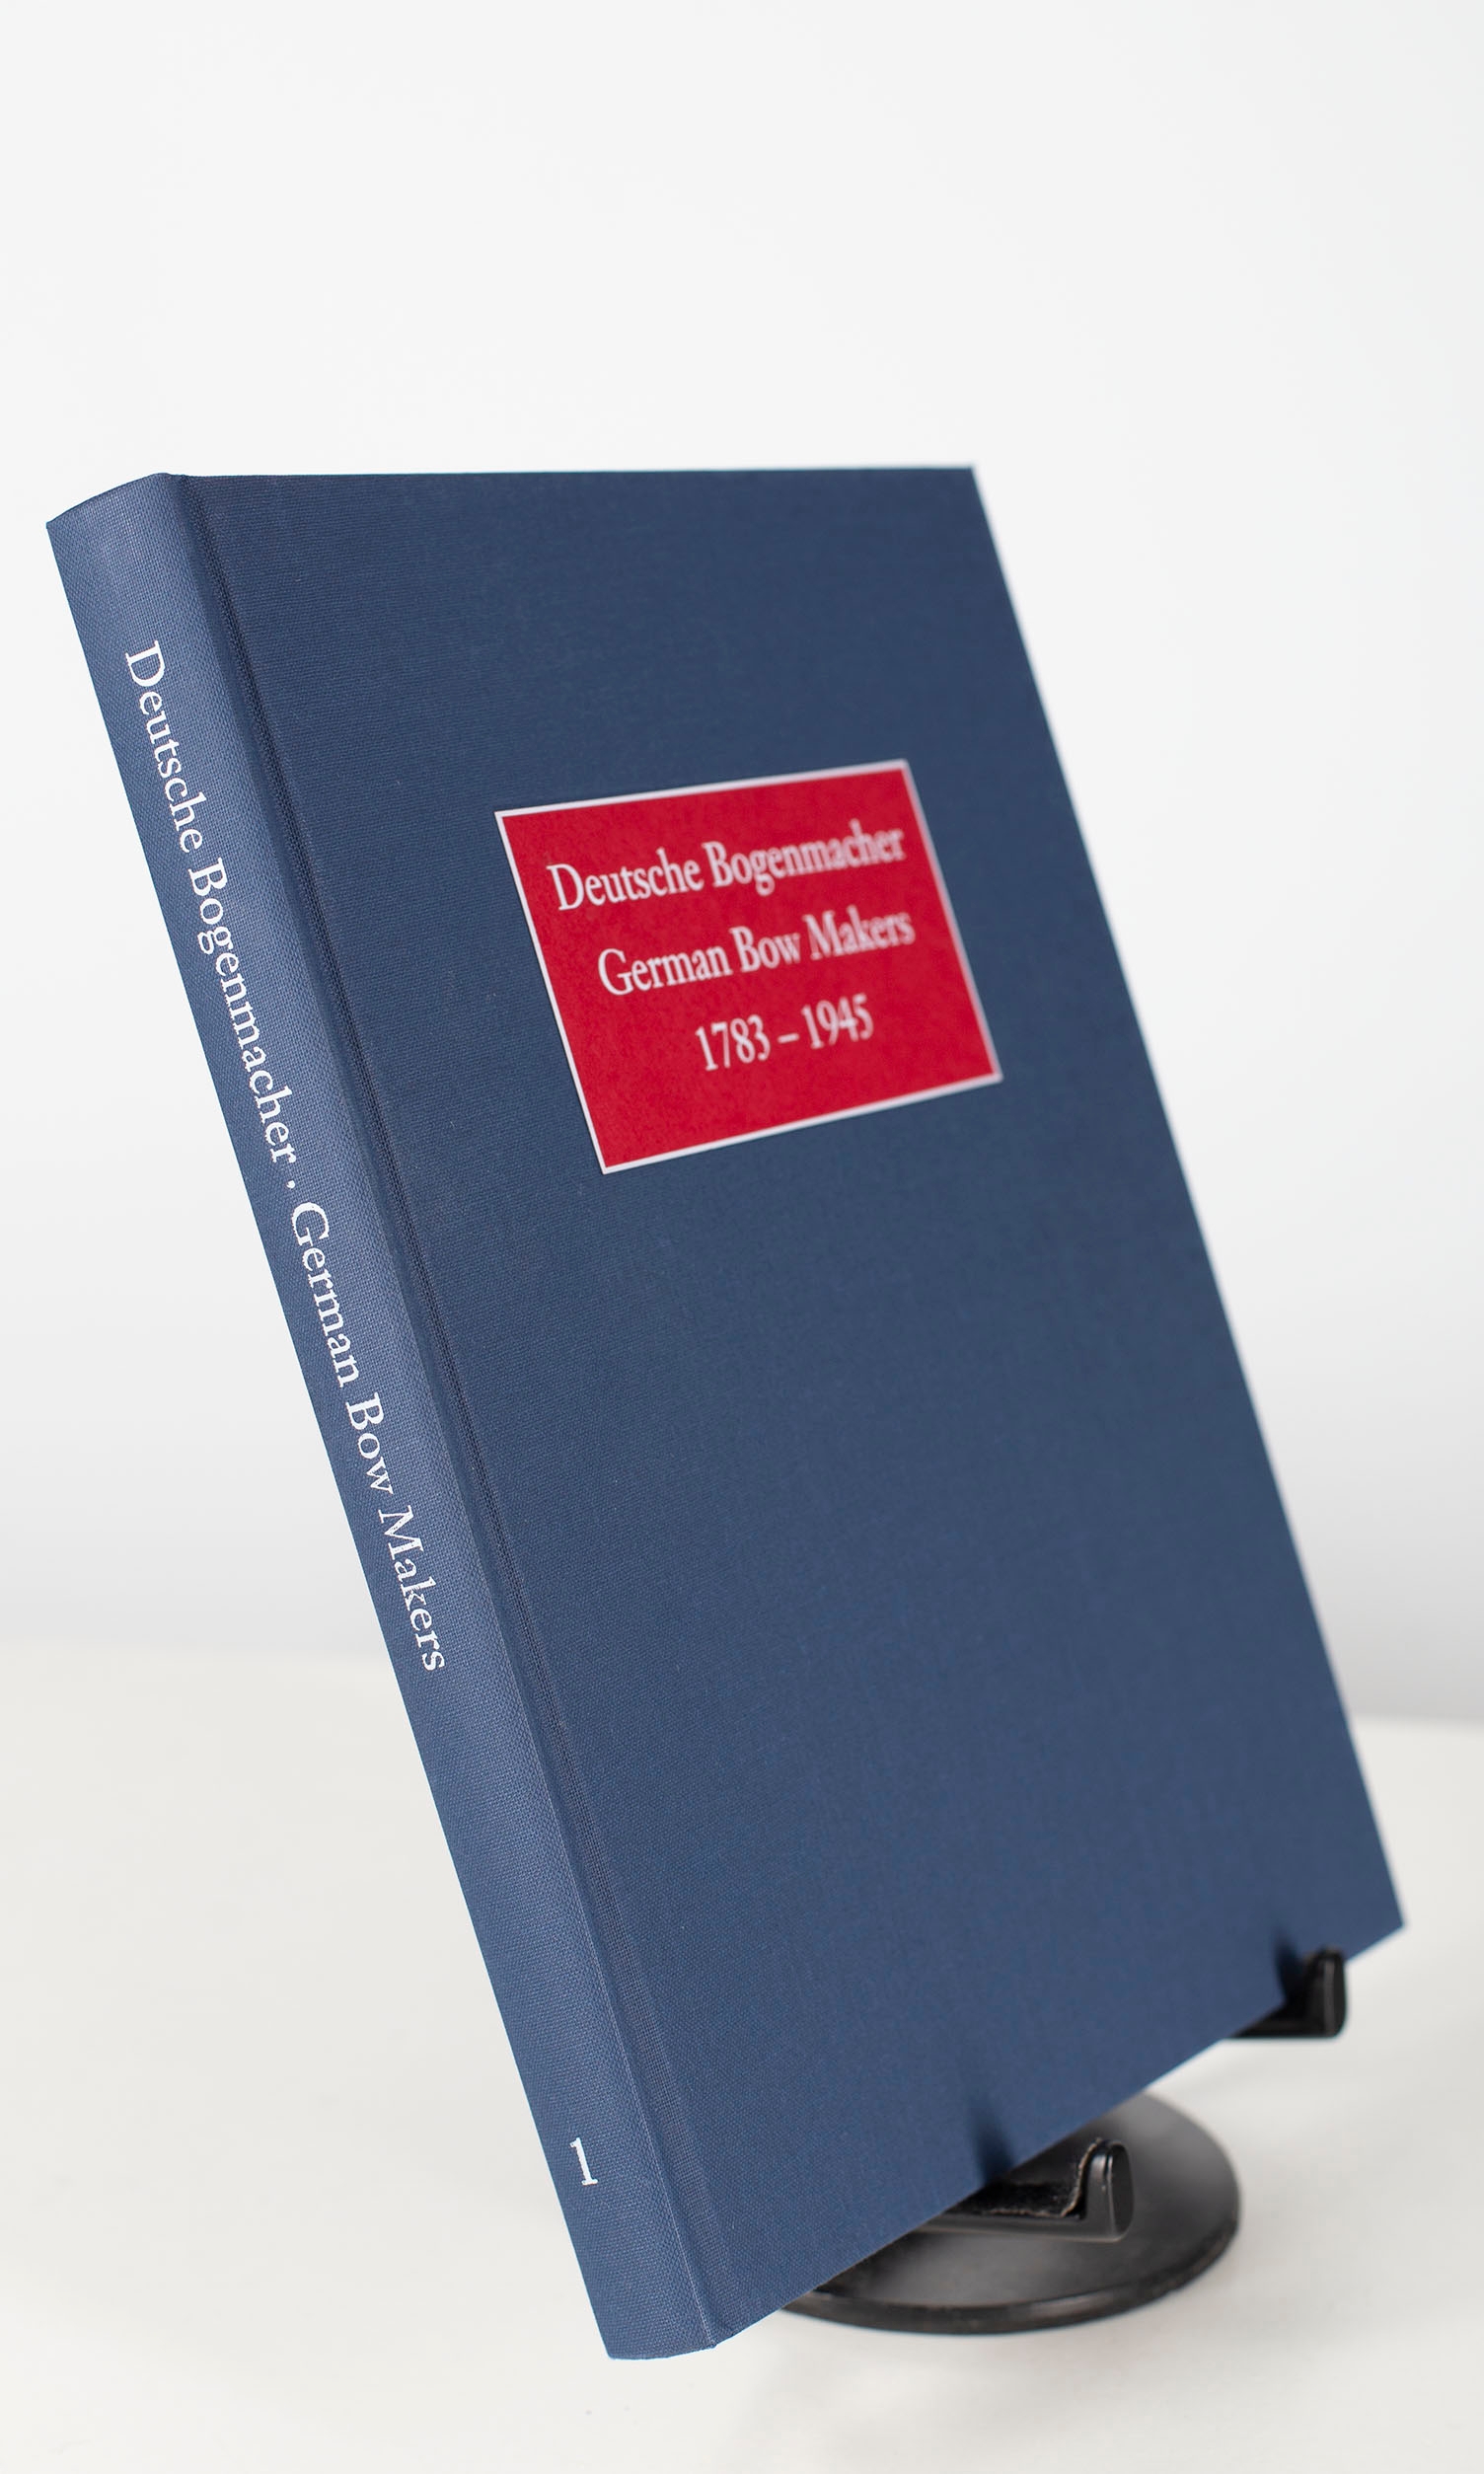 Deutsche Bogenmacher · German Bow Makers
1
Deutsche Bogenmacher
German Bow Makers
1783 – 1945